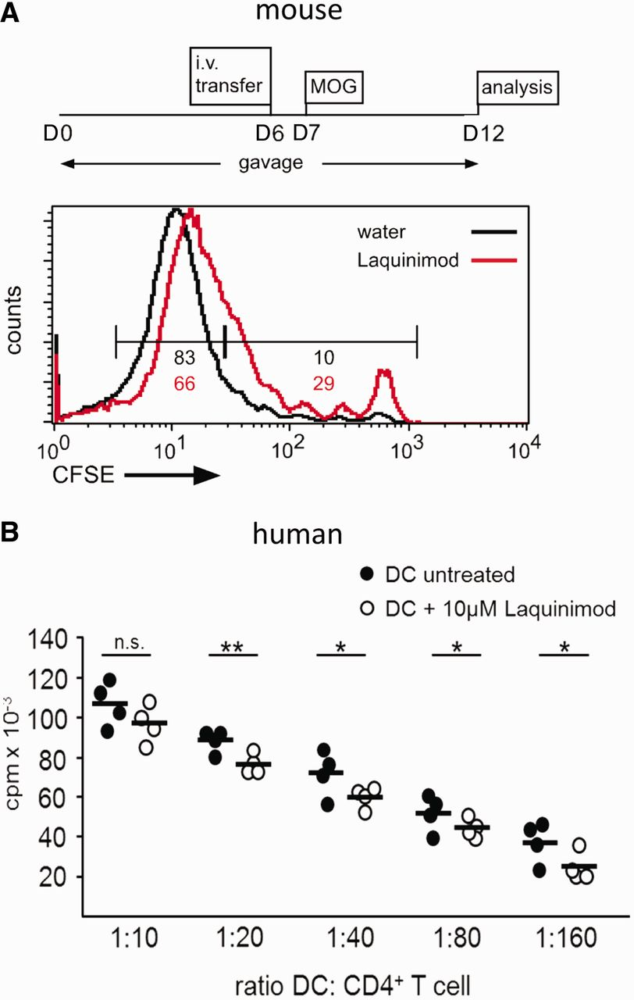 A
mouse
i.v.
transfer
MOG
analysis
D0
D6 D7
D12
gavage
counts
water
Laquinimod
83
10
66
29
10⁰
10¹
10²
10³
10⁴
CFSE
B
human
DC untreated
DC + 10µM Laquinimod
cpm x 10⁻³
140
120
100
80
60
40
20
n.s.
**
*
*
*
1:10
1:20
1:40
1:80
1:160
ratio DC: CD4⁺ T cell